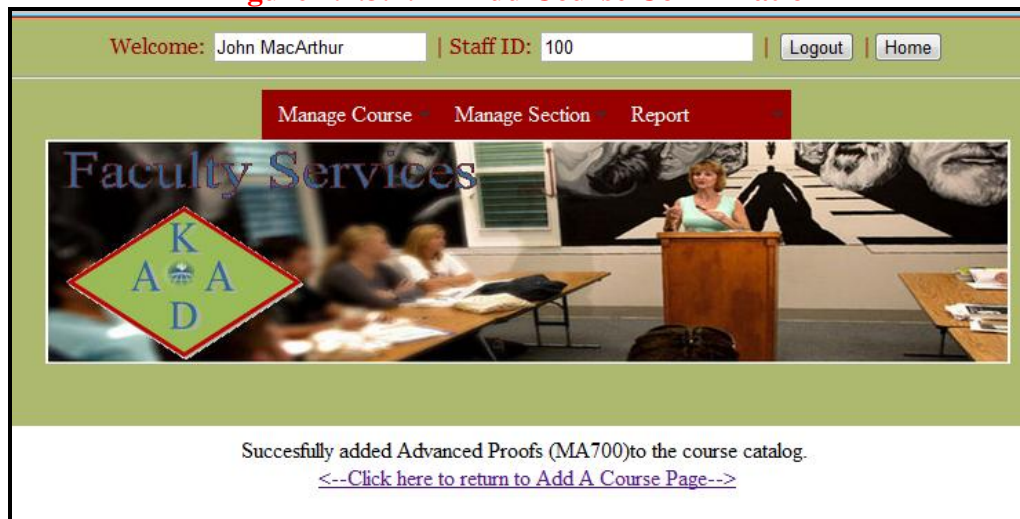 Welcome: John MacArthur | Staff ID: 100 | Logout | Home
Manage Course Manage Section Report
Faculty Services
K
A A
D
Succesfully added Advanced Proofs (MA700)to the course catalog.
<--Click here to return to Add A Course Page-->